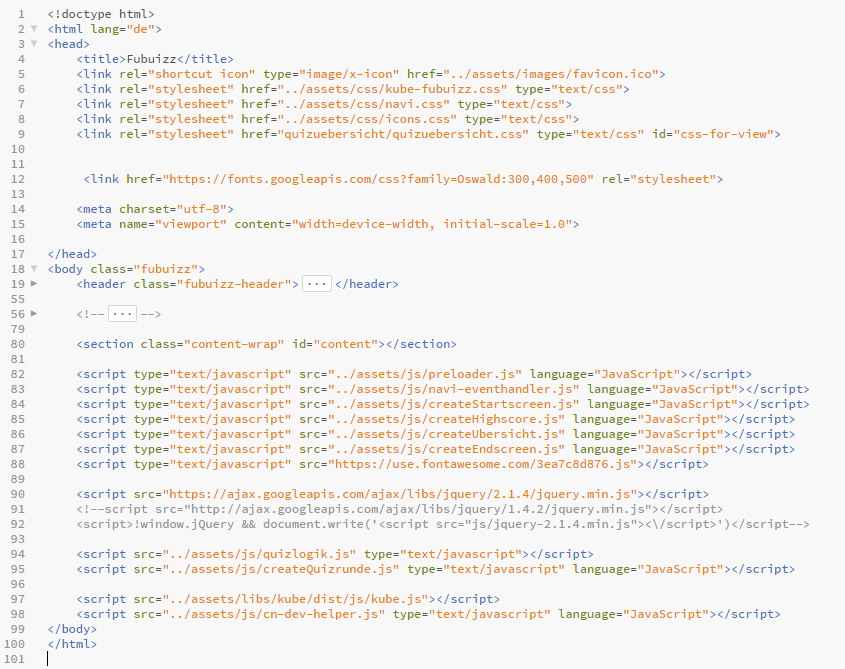 1 <!doctype html>
2 <html lang="de">
3 <head>
4 <title>Fubuizz</title>
5 <link rel="shortcut icon" type="image/x-icon" href="../assets/images/favicon.ico">
6 <link rel="stylesheet" href="../assets/css/kube-fubuizz.css" type="text/css">
7 <link rel="stylesheet" href="../assets/css/navi.css" type="text/css">
8 <link rel="stylesheet" href="../assets/css/icons.css" type="text/css">
9 <link rel="stylesheet" href="quizuebersicht/quizuebersicht.css" type="text/css" id="css-for-view">
10
11
12 <link href="https://fonts.googleapis.com/css?family=Oswald:300,400,500" rel="stylesheet">
13
14 <meta charset="utf-8">
15 <meta name="viewport" content="width=device-width, initial-scale=1.0">
16
17 </head>
18 <body class="fubuizz">
19 <header class="fubuizz-header">...</header>
55
56 <!--...-->
79
80 <section class="content-wrap" id="content"></section>
81
82 <script type="text/javascript" src="../assets/js/preloader.js" language="JavaScript"></script>
83 <script type="text/javascript" src="../assets/js/navi-eventhandler.js" language="JavaScript"></script>
84 <script type="text/javascript" src="../assets/js/createStartscreen.js" language="JavaScript"></script>
85 <script type="text/javascript" src="../assets/js/createHighscore.js" language="JavaScript"></script>
86 <script type="text/javascript" src="../assets/js/createUbersicht.js" language="JavaScript"></script>
87 <script type="text/javascript" src="../assets/js/createEndscreen.js" language="JavaScript"></script>
88 <script type="text/javascript" src="https://use.fontawesome.com/3ea7c8d876.js"></script>
89
90 <script src="https://ajax.googleapis.com/ajax/libs/jquery/2.1.4/jquery.min.js"></script>
91 <!--script src="http://ajax.googleapis.com/ajax/libs/jquery/1.4.2/jquery.min.js"></script>
92 <script>!window.jQuery && document.write('<script src="js/jquery-2.1.4.min.js"><\/script>')</script-->
93
94 <script src="../assets/js/quizlogik.js" type="text/javascript"></script>
95 <script src="../assets/js/createQuizrunde.js" type="text/javascript" language="JavaScript"></script>
96
97 <script src="../assets/libs/kube/dist/js/kube.js"></script>
98 <script src="../assets/js/cn-dev-helper.js" type="text/javascript" language="JavaScript"></script>
99 </body>
100 </html>
101